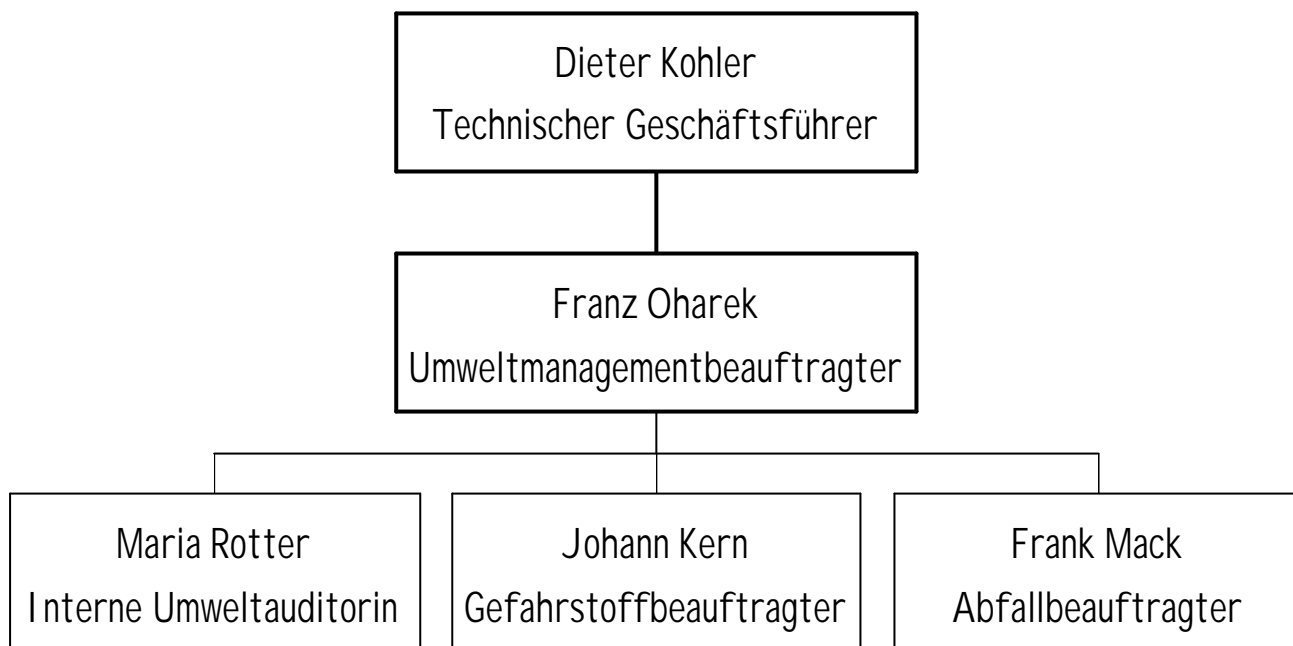 Dieter Kohler
Technischer Geschäftsführer
Franz Oharek
Umweltmanagementbeauftragter
Maria Rotter
Interne Umweltauditorin
Johann Kern
Gefahrstoffbeauftragter
Frank Mack
Abfallbeauftragter